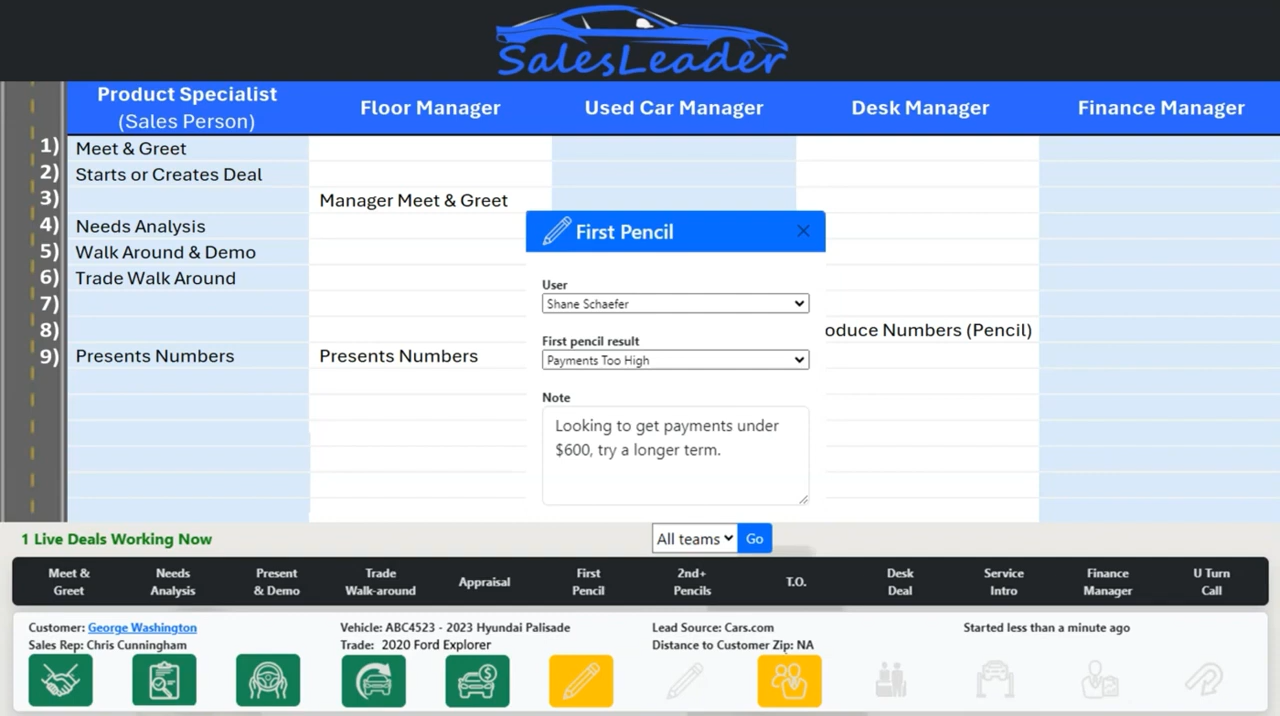 SalesLeader
Product Specialist
(Sales Person)
Floor Manager
Used Car Manager
Desk Manager
Finance Manager
1) Meet & Greet
2) Starts or Creates Deal
3) Manager Meet & Greet
4) Needs Analysis
5) Walk Around & Demo
6) Trade Walk Around
7)
8) oduce Numbers (Pencil)
9) Presents Numbers Presents Numbers
First Pencil
User
Shane Schaefer
First pencil result
Payments Too High
Note
Looking to get payments under
$600, try a longer term.
1 Live Deals Working Now
All teams Go
Meet &
Greet
Needs
Analysis
Present
& Demo
Trade
Walk-around
Appraisal
First
Pencil
2nd+
Pencils
T.O.
Desk
Deal
Service
Intro
Finance
Manager
U Turn
Call
Customer: George Washington
Sales Rep: Chris Cunningham
Vehicle: ABC4523 - 2023 Hyundai Palisade
Trade: 2020 Ford Explorer
Lead Source: Cars.com
Distance to Customer Zip: NA
Started less than a minute ago